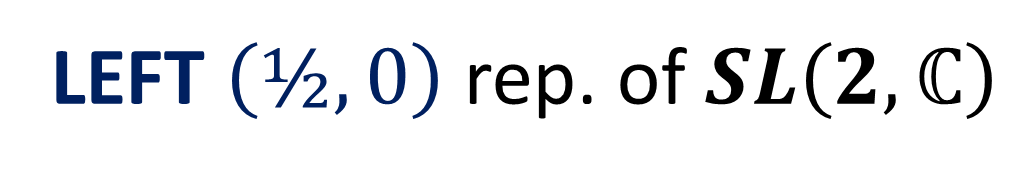 LEFT (½, 0) rep. of SL(2, ℂ)